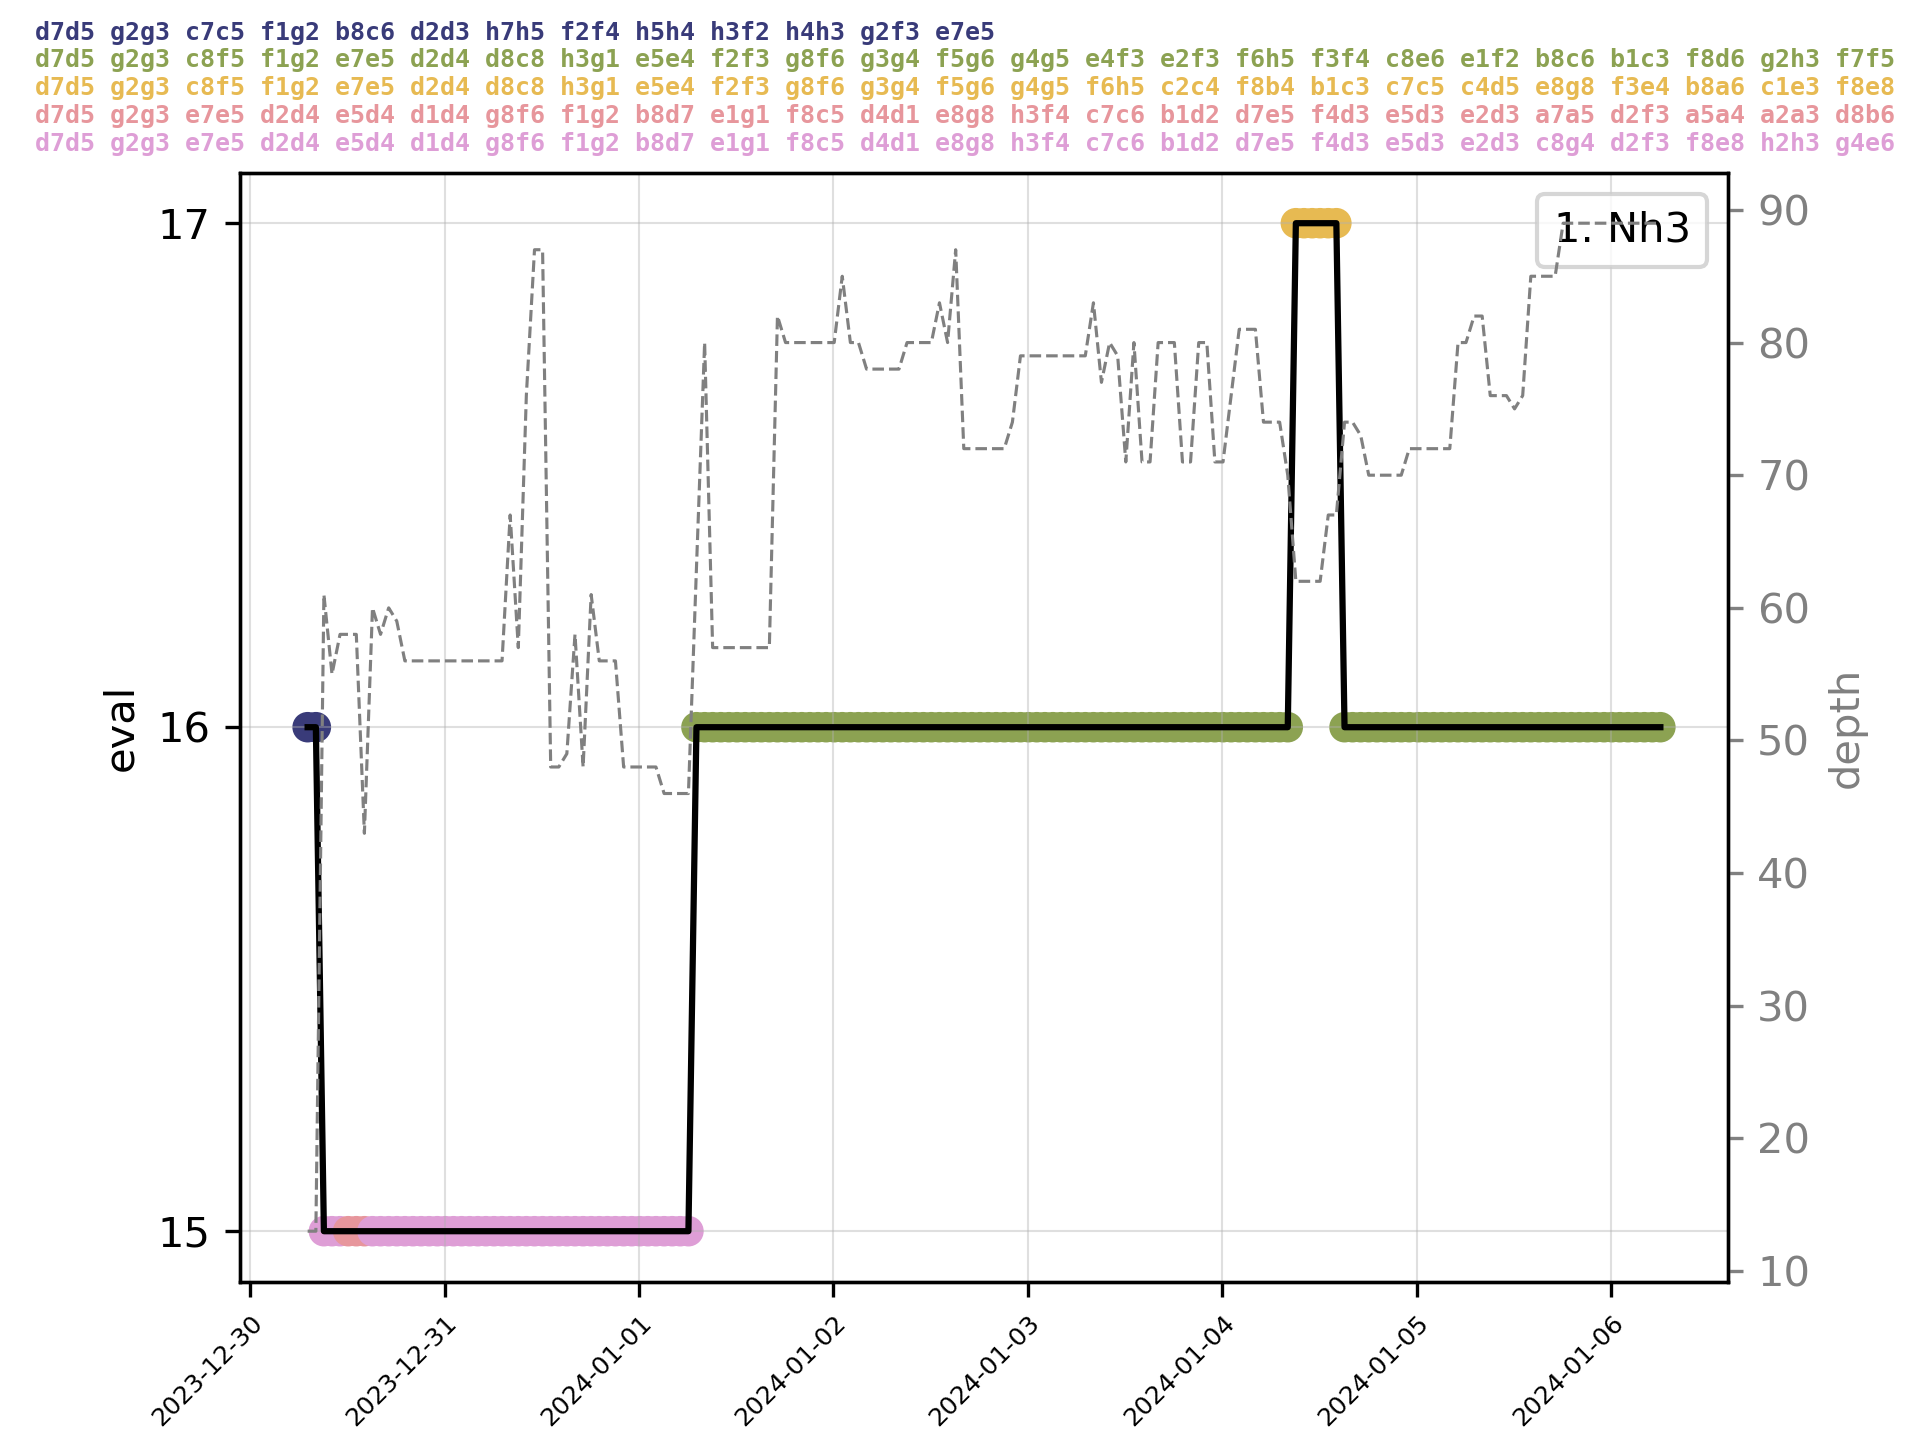 d7d5 g2g3 c7c5 f1g2 b8c6 d2d3 h7h5 f2f4 h5h4 h3f2 h4h3 g2f3 e7e5
d7d5 g2g3 c8f5 f1g2 e7e5 d2d4 d8c8 h3g1 e5e4 f2f3 g8f6 g3g4 f5g6 g4g5 e4f3 e2f3 f6h5 f3f4 c8e6 e1f2 b8c6 b1c3 f8d6 g2h3 f7f5
d7d5 g2g3 c8f5 f1g2 e7e5 d2d4 d8c8 h3g1 e5e4 f2f3 g8f6 g3g4 f5g6 g4g5 f6h5 c2c4 f8b4 b1c3 c7c5 c4d5 e8g8 f3e4 b8a6 c1e3 f8e8
d7d5 g2g3 e7e5 d2d4 e5d4 d1d4 g8f6 f1g2 b8d7 e1g1 f8c5 d4d1 e8g8 h3f4 c7c6 b1d2 d7e5 f4d3 e5d3 e2d3 a7a5 d2f3 a5a4 a2a3 d8b6
d7d5 g2g3 e7e5 d2d4 e5d4 d1d4 g8f6 f1g2 b8d7 e1g1 f8c5 d4d1 e8g8 h3f4 c7c6 b1d2 d7e5 f4d3 e5d3 e2d3 c8g4 d2f3 f8e8 h2h3 g4e6
1. Nh3
17
16
15
eval
90
80
70
60
50
40
30
20
10
depth
2023-12-30
2023-12-31
2024-01-01
2024-01-02
2024-01-03
2024-01-04
2024-01-05
2024-01-06